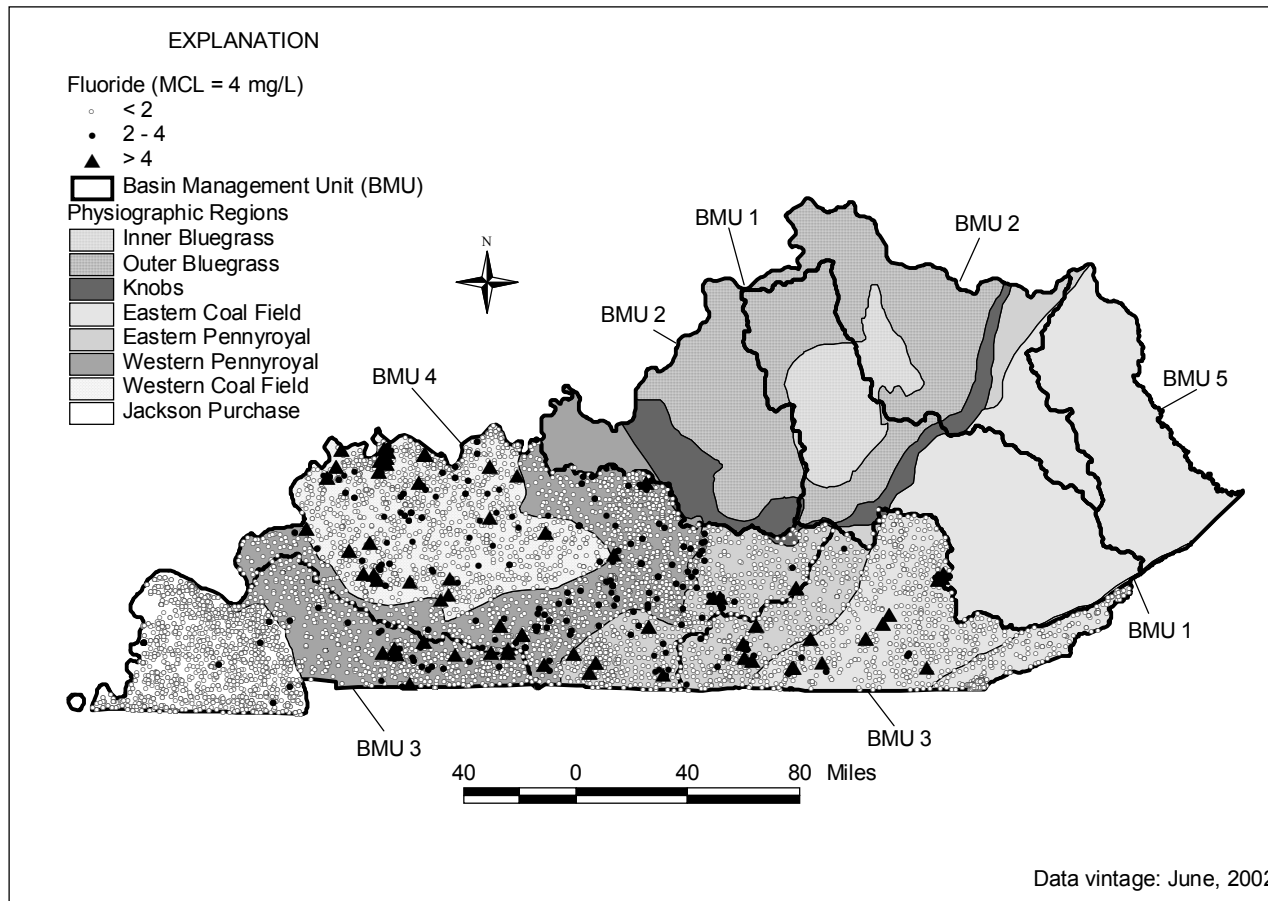 EXPLANATION
Fluoride (MCL = 4 mg/L)
< 2
2 - 4
> 4
Basin Management Unit (BMU)
Physiographic Regions
Inner Bluegrass
Outer Bluegrass
Knobs
Eastern Coal Field
Eastern Pennyroyal
Western Pennyroyal
Western Coal Field
Jackson Purchase
N
BMU 1
BMU 2
BMU 2
BMU 4
BMU 5
BMU 1
BMU 3
BMU 3
40 0 40 80 Miles
Data vintage: June, 2002